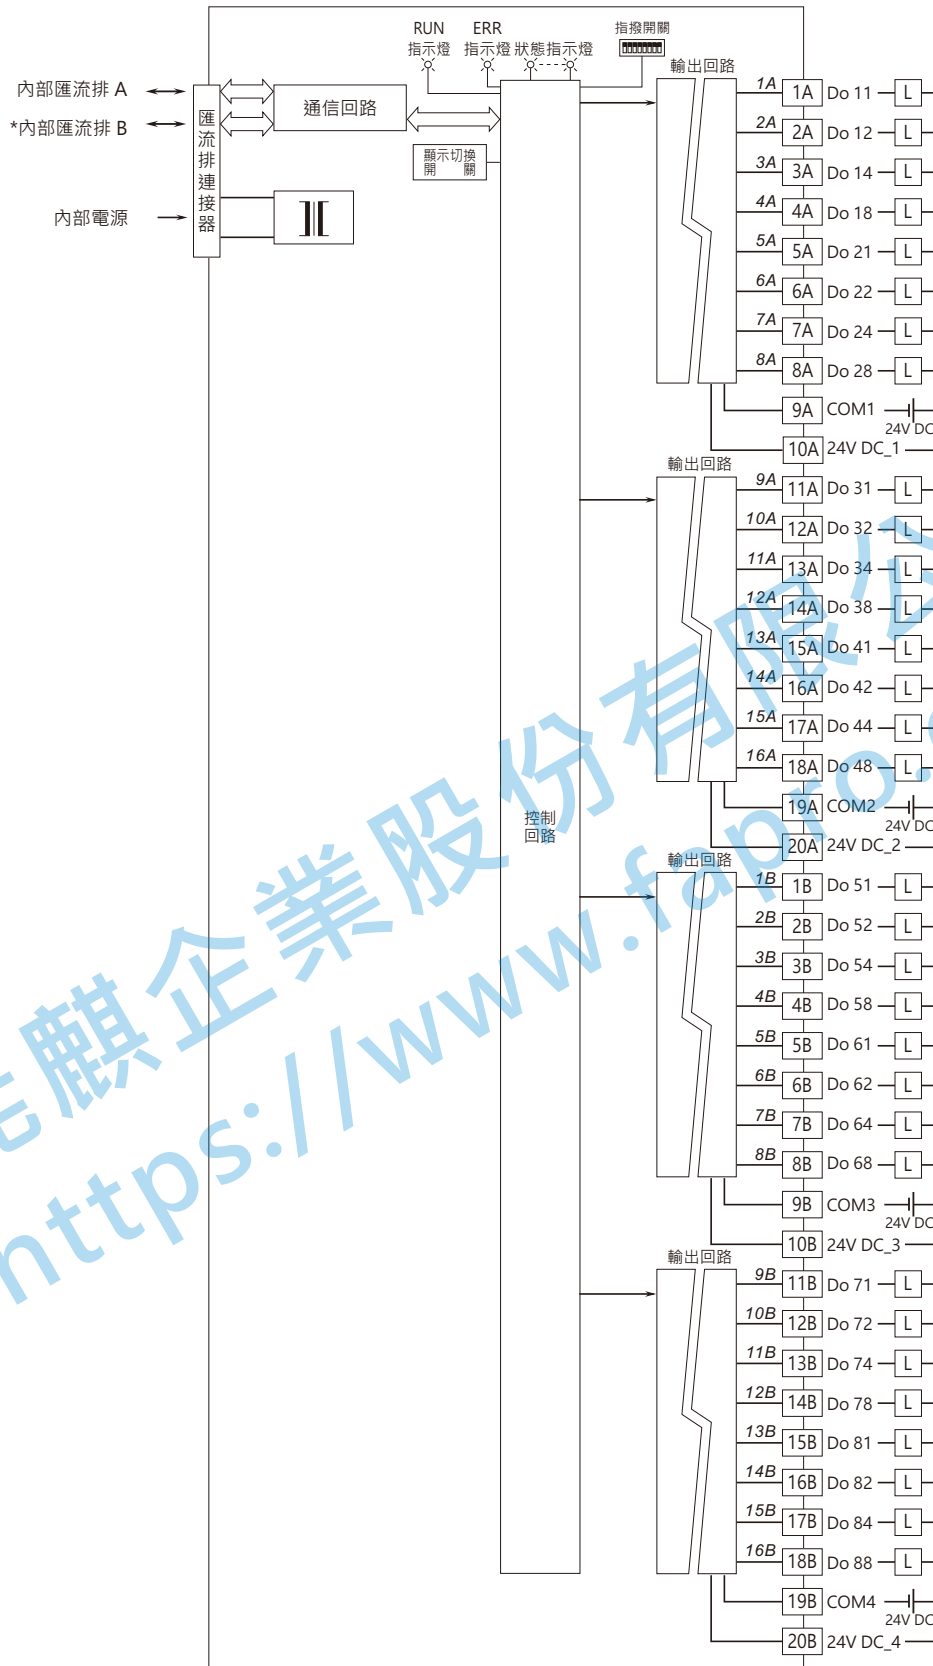 RUN
指示燈
ERR
指示燈
狀態指示燈
指撥開關
內部匯流排 A
*內部匯流排 B
內部電源
匯流排連接器
通信回路
顯示切換
開 關
控制
回路
輸出回路
1A 1A Do 11 L
2A 2A Do 12 L
3A 3A Do 14 L
4A 4A Do 18 L
5A 5A Do 21 L
6A 6A Do 22 L
7A 7A Do 24 L
8A 8A Do 28 L
9A COM1
24V DC
10A 24V DC_1
輸出回路
9A 11A Do 31 L
10A 12A Do 32 L
11A 13A Do 34 L
12A 14A Do 38 L
13A 15A Do 41 L
14A 16A Do 42 L
15A 17A Do 44 L
16A 18A Do 48 L
19A COM2
24V DC
20A 24V DC_2
輸出回路
1B 1B Do 51 L
2B 2B Do 52 L
3B 3B Do 54 L
4B 4B Do 58 L
5B 5B Do 61 L
6B 6B Do 62 L
7B 7B Do 64 L
8B 8B Do 68 L
9B COM3
24V DC
10B 24V DC_3
輸出回路
9B 11B Do 71 L
10B 12B Do 72 L
11B 13B Do 74 L
12B 14B Do 78 L
13B 15B Do 81 L
14B 16B Do 82 L
15B 17B Do 84 L
16B 18B Do 88 L
19B COM4
24V DC
20B 24V DC_4
麒企業股份有限公
https://www.fapro.